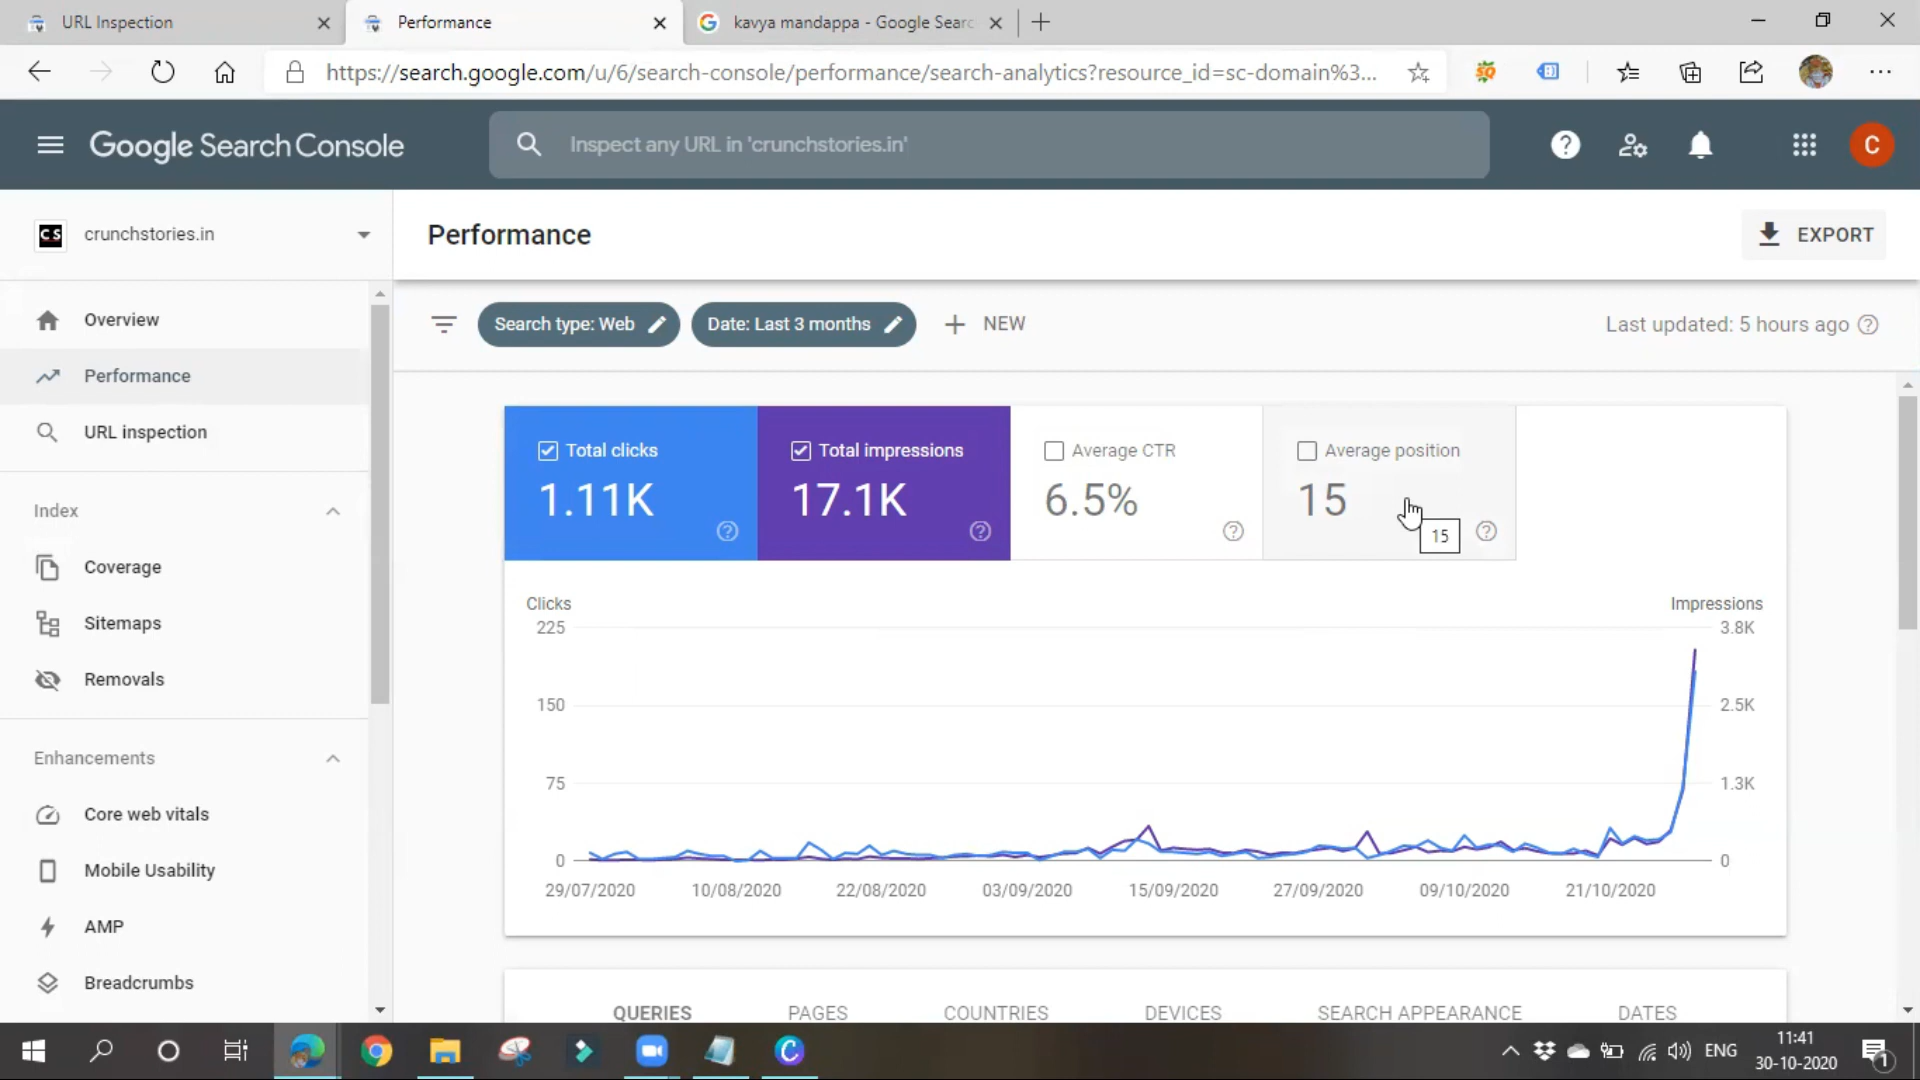 URL Inspection
Performance
kavya mandappa - Google Searc
https://search.google.com/u/6/search-console/performance/search-analytics?resource_id=sc-domain%3...
SQ
Google Search Console
Inspect any URL in 'crunchstories.in'
C
CS
crunchstories.in
Performance
EXPORT
Overview
Performance
URL inspection
Index
Coverage
Sitemaps
Removals
Enhancements
Core web vitals
Mobile Usability
AMP
Breadcrumbs
Search type: Web
Date: Last 3 months
NEW
Last updated: 5 hours ago
Total clicks
1.11K
Total impressions
17.1K
Average CTR
6.5%
Average position
15
15
Clicks
Impressions
225
3.8K
150
2.5K
75
1.3K
0
0
29/07/2020
10/08/2020
22/08/2020
03/09/2020
15/09/2020
27/09/2020
09/10/2020
21/10/2020
QUERIES
PAGES
COUNTRIES
DEVICES
SEARCH APPEARANCE
DATES
ENG
11:41
30-10-2020
1